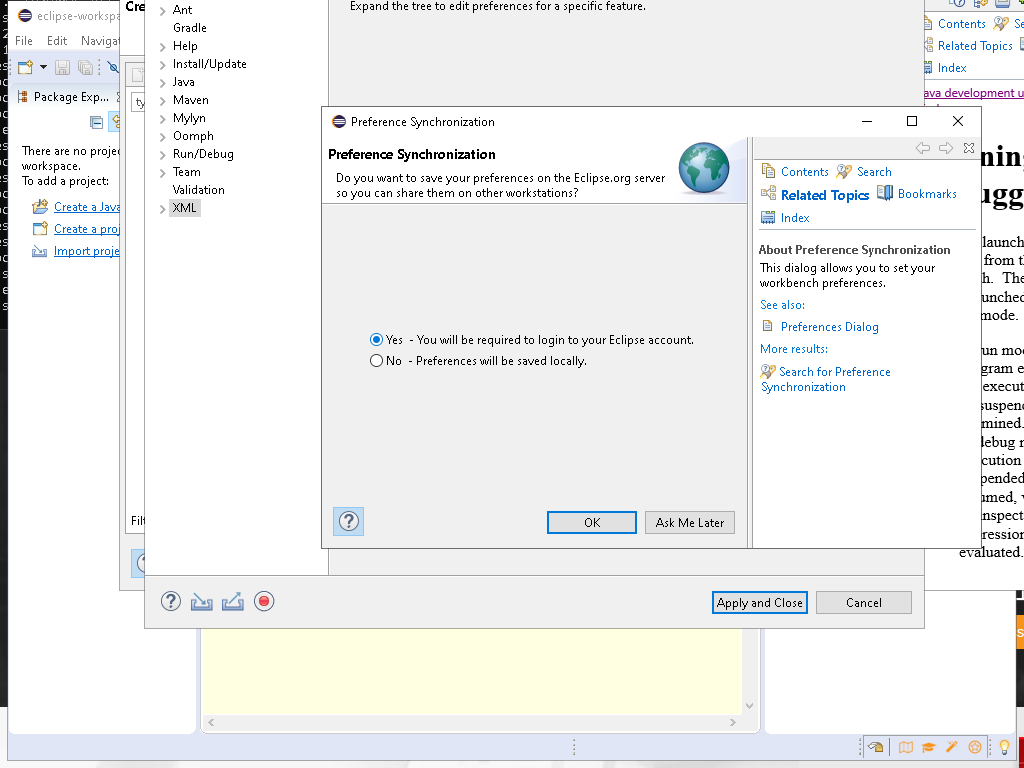 eclipse-workspa
File Edit Navigat
Package Exp...
There are no proje
workspace.
To add a project:
Create a Java
Create a proj
Import proje
Cre
ty
Filt
Ant
Gradle
Help
Install/Update
Java
Maven
Mylyn
Oomph
Run/Debug
Team
Validation
XML
Expand the tree to edit preferences for a specific feature.
Preference Synchronization
Preference Synchronization
Do you want to save your preferences on the Eclipse.org server
so you can share them on other workstations?
Yes - You will be required to login to your Eclipse account.
No - Preferences will be saved locally.
OK
Ask Me Later
Contents Search
Related Topics Bookmarks
Index
About Preference Synchronization
This dialog allows you to set your
workbench preferences.
See also:
Preferences Dialog
More results:
Search for Preference
Synchronization
Apply and Close
Cancel
Contents Se
Related Topics
Index
ava development u
ning
ugg
launch
from th
h. The
unched
mode.
un mod
gram e
execut
suspend
mined.
debug m
cution
pended
umed, v
inspect
ression
evaluated.